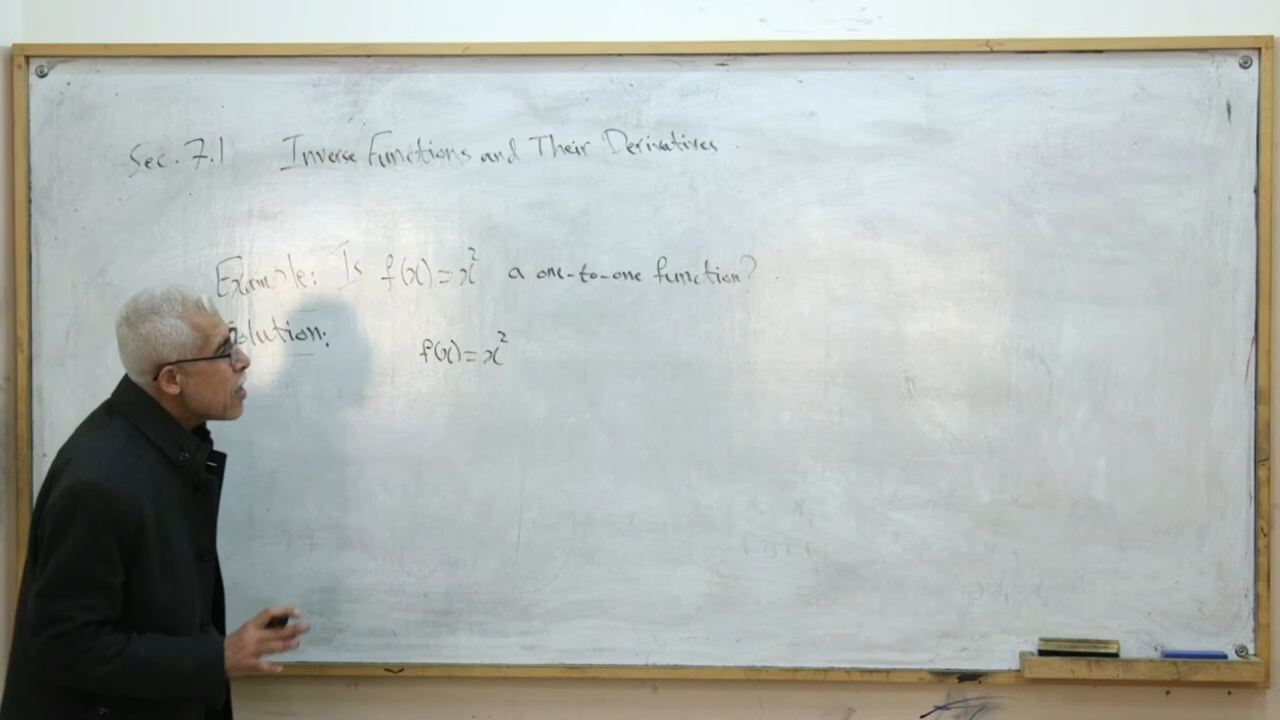 Sec. 7.1 Inverse Functions and Their Derivatives.
Example: Is f(x) = x² a one-to-one function?
Solution:
f(x) = x²